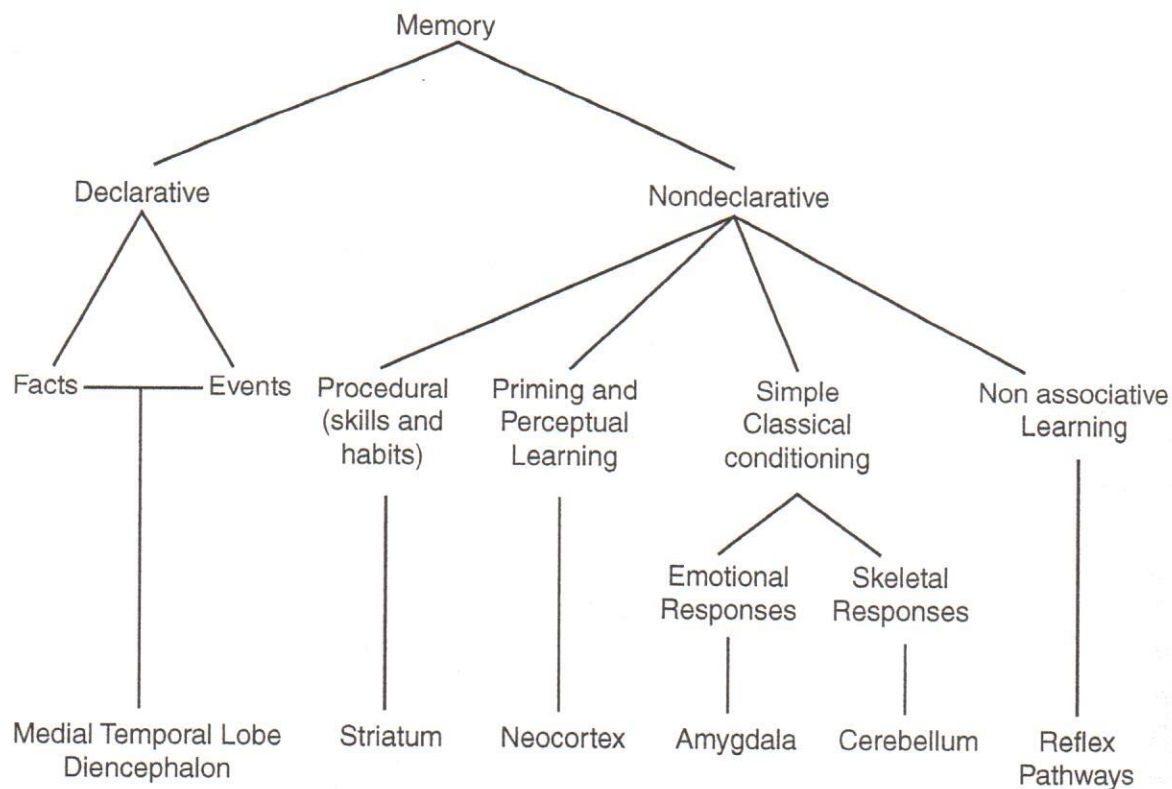 Memory
Declarative
Nondeclarative
Facts
Events
Procedural
(skills and
habits)
Priming and
Perceptual
Learning
Simple
Classical
conditioning
Non associative
Learning
Emotional
Responses
Skeletal
Responses
Medial Temporal Lobe
Diencephalon
Striatum
Neocortex
Amygdala
Cerebellum
Reflex
Pathways